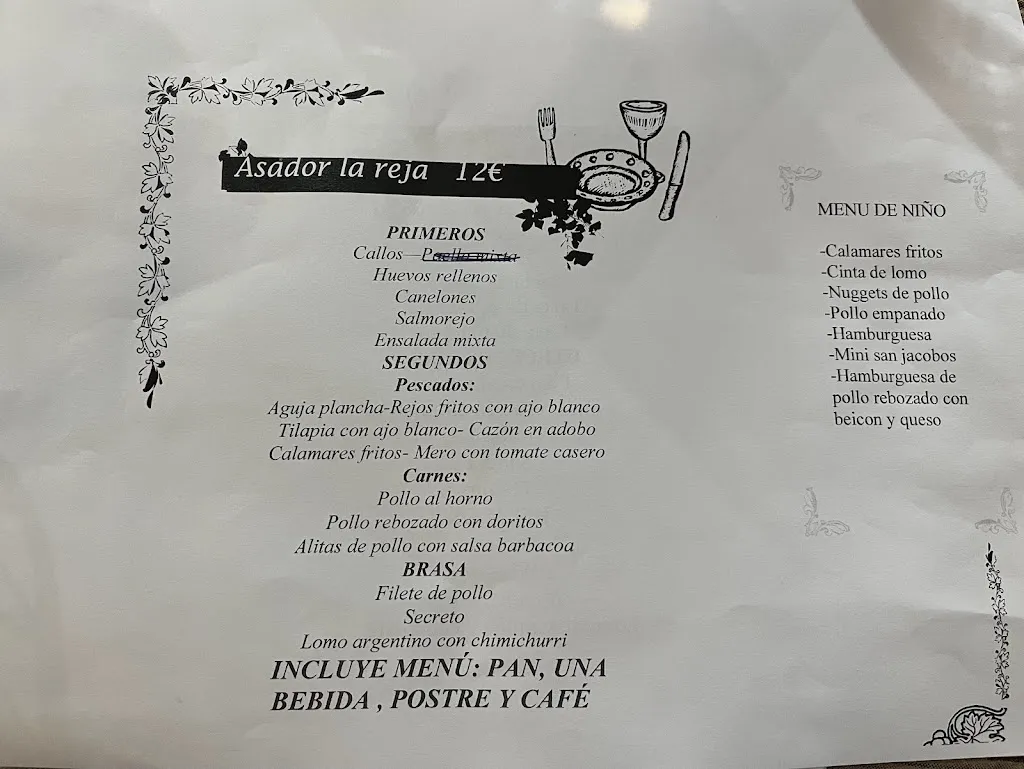 Asador la reja 12€
PRIMEROS
Callos - Paella mixta
Huevos rellenos
Canelones
Salmorejo
Ensalada mixta
SEGUNDOS
Pescados:
Aguja plancha-Rejos fritos con ajo blanco
Tilapia con ajo blanco- Cazón en adobo
Calamares fritos- Mero con tomate casero
Carnes:
Pollo al horno
Pollo rebozado con doritos
Alitas de pollo con salsa barbacoa
BRASA
Filete de pollo
Secreto
Lomo argentino con chimichurri
INCLUYE MENÚ: PAN, UNA
BEBIDA , POSTRE Y CAFÉ
MENU DE NIÑO
-Calamares fritos
-Cinta de lomo
-Nuggets de pollo
-Pollo empanado
-Hamburguesa
-Mini san jacobos
-Hamburguesa de
pollo rebozado con
beicon y queso